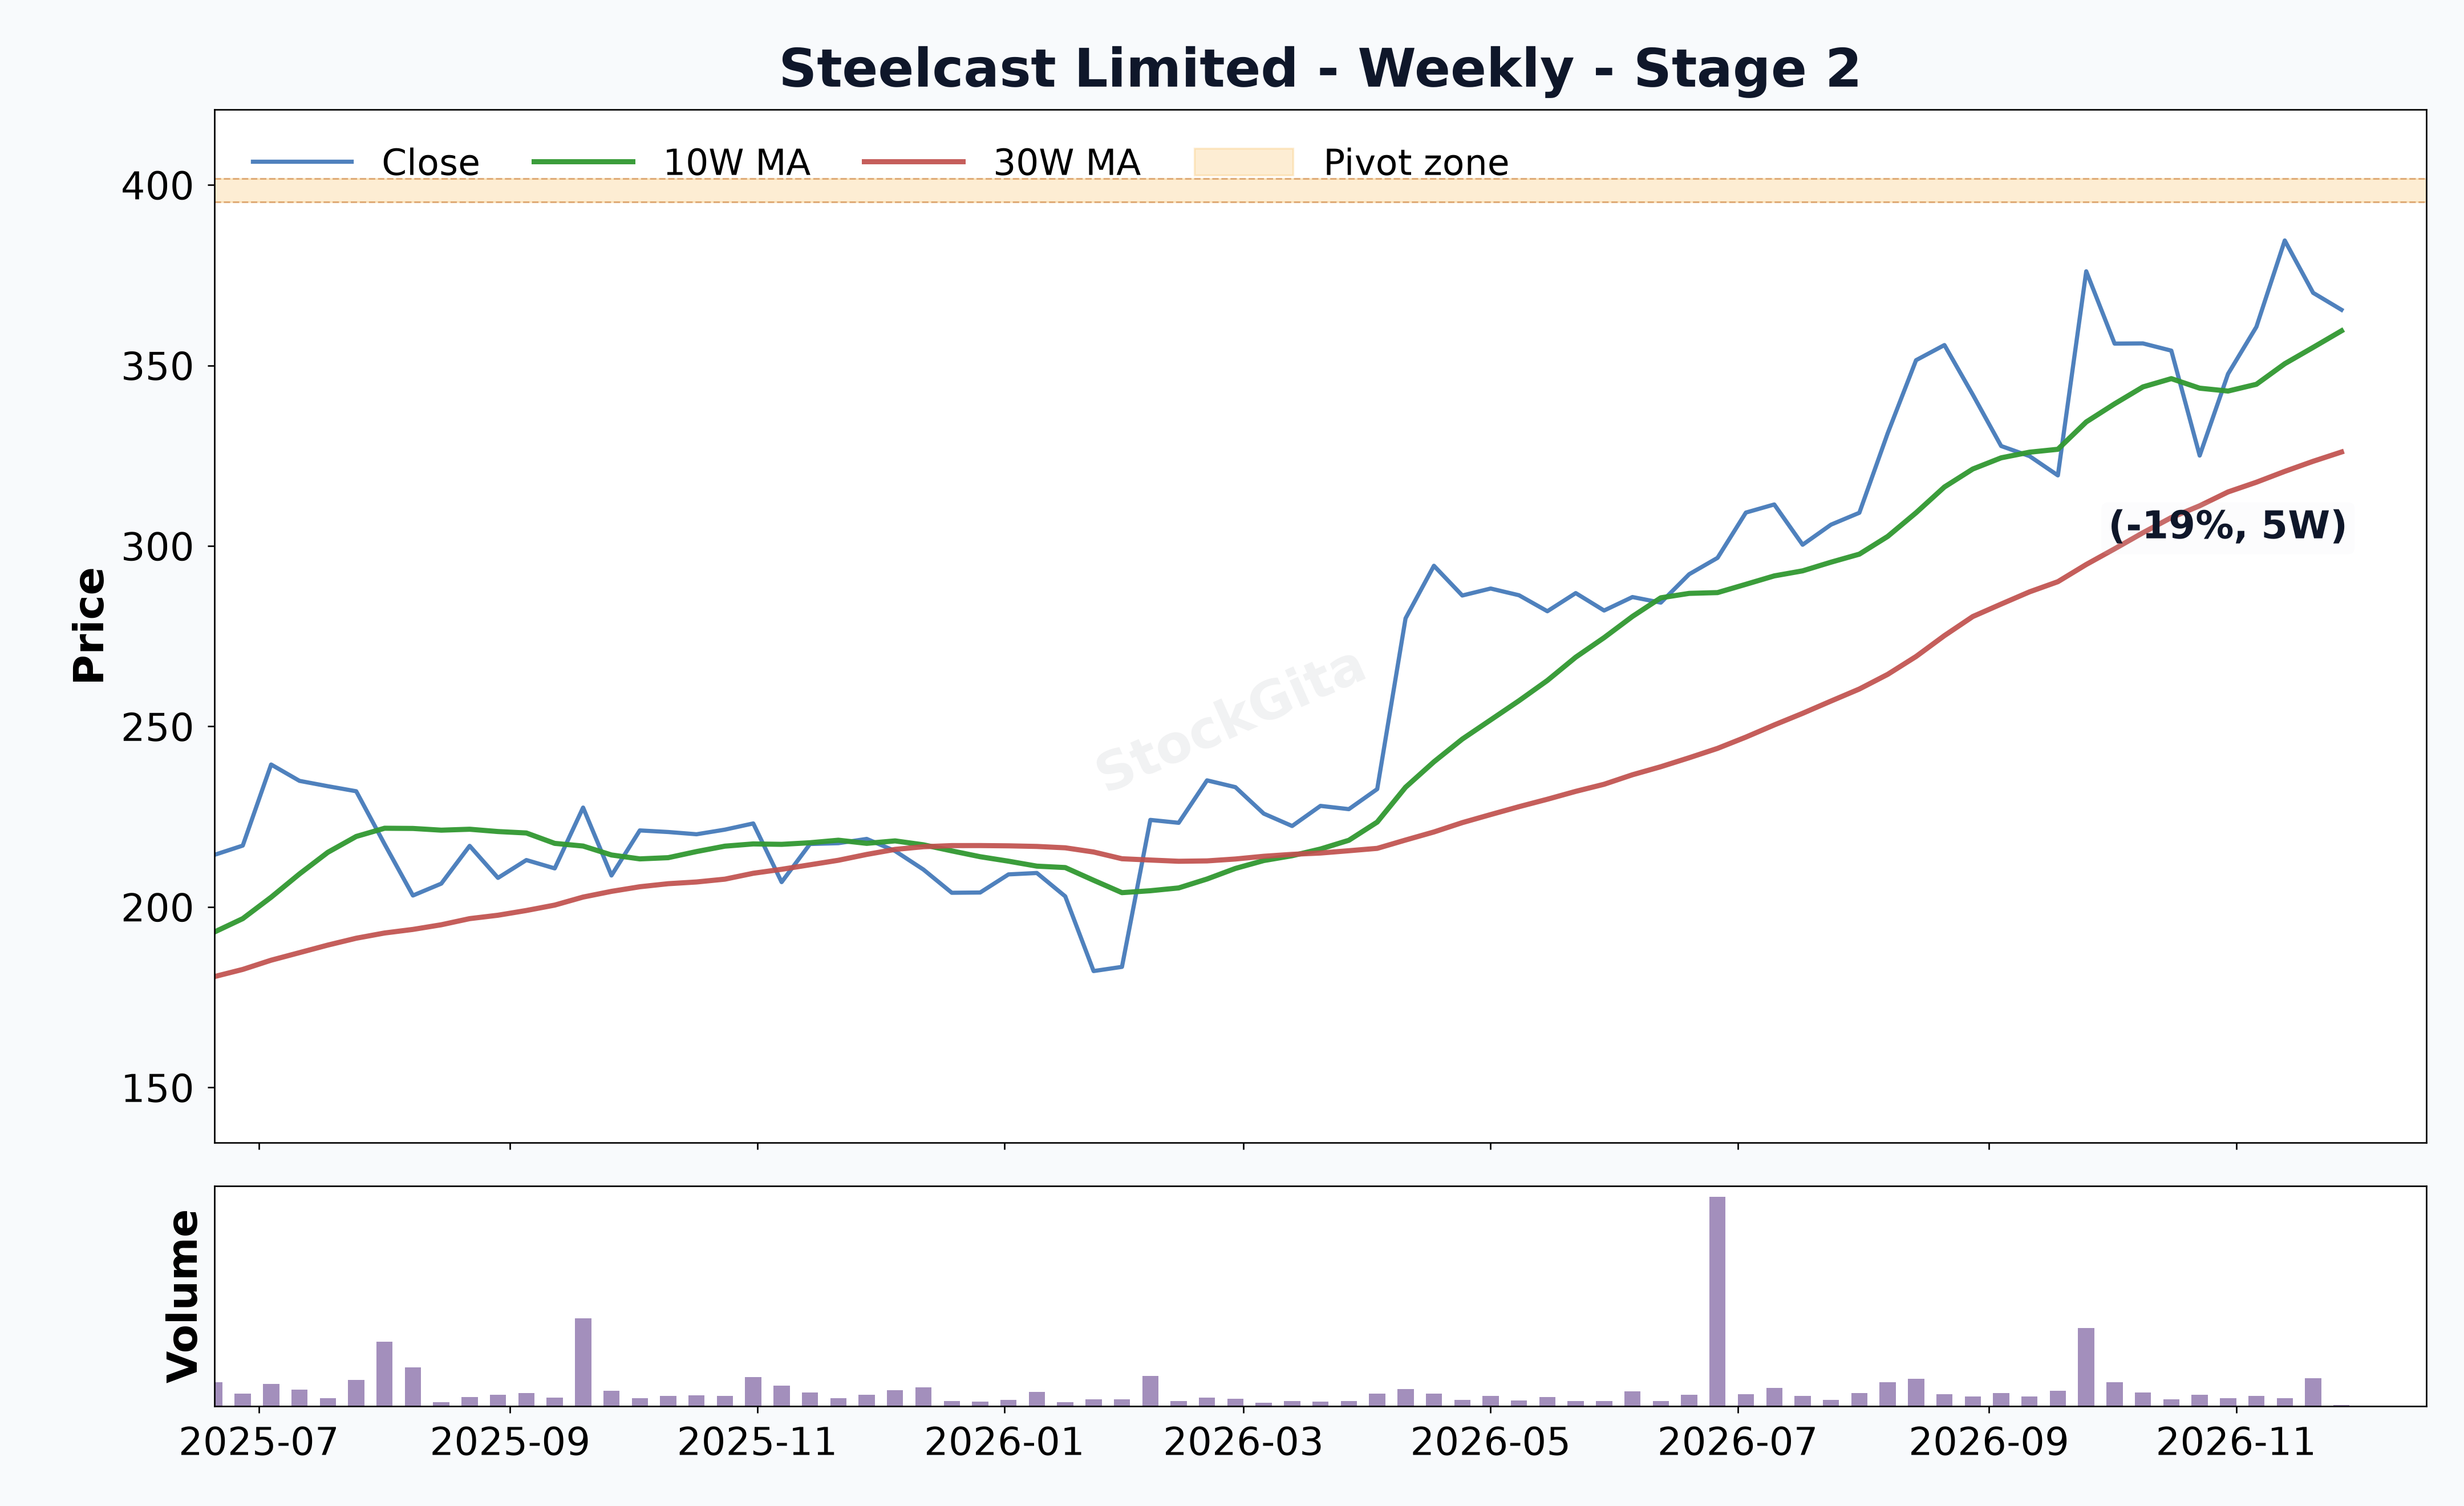 Steelcast Limited - Weekly - Stage 2
Close 10W MA 30W MA Pivot zone
400
350
300
250
200
150
Price
(-19%, 5W)
StockGita
Volume
2025-07 2025-09 2025-11 2026-01 2026-03 2026-05 2026-07 2026-09 2026-11